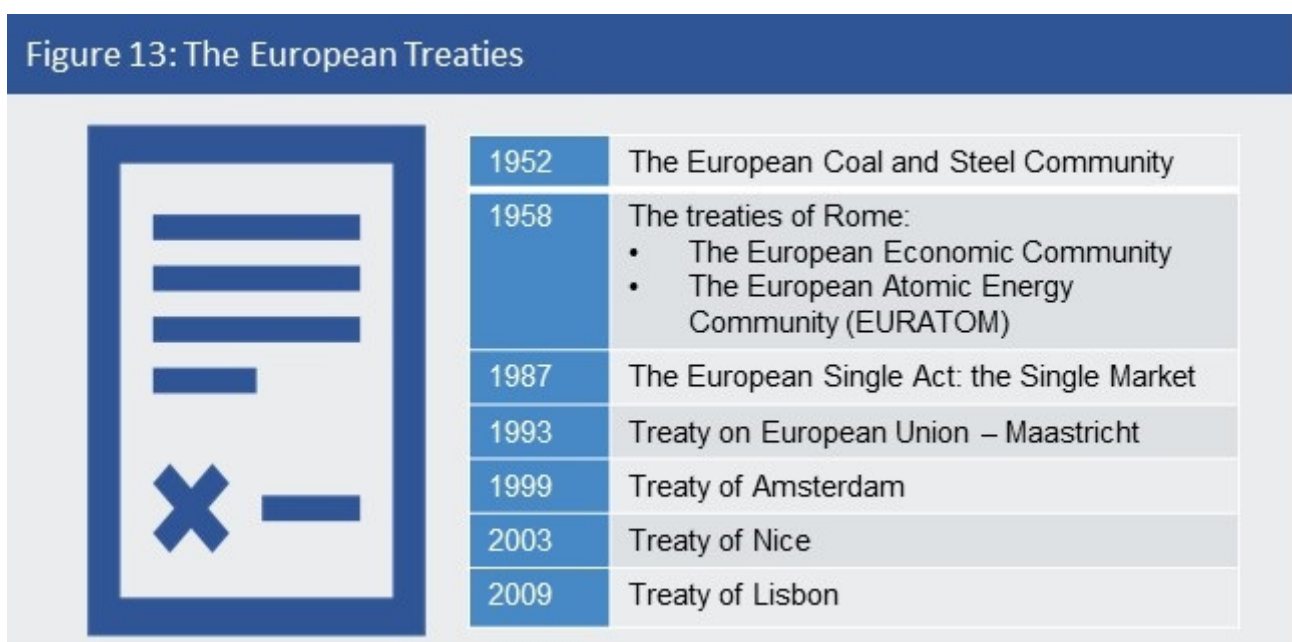 Figure 13: The European Treaties
1952 The European Coal and Steel Community
1958 The treaties of Rome:
• The European Economic Community
• The European Atomic Energy
Community (EURATOM)
1987 The European Single Act: the Single Market
1993 Treaty on European Union – Maastricht
1999 Treaty of Amsterdam
2003 Treaty of Nice
2009 Treaty of Lisbon